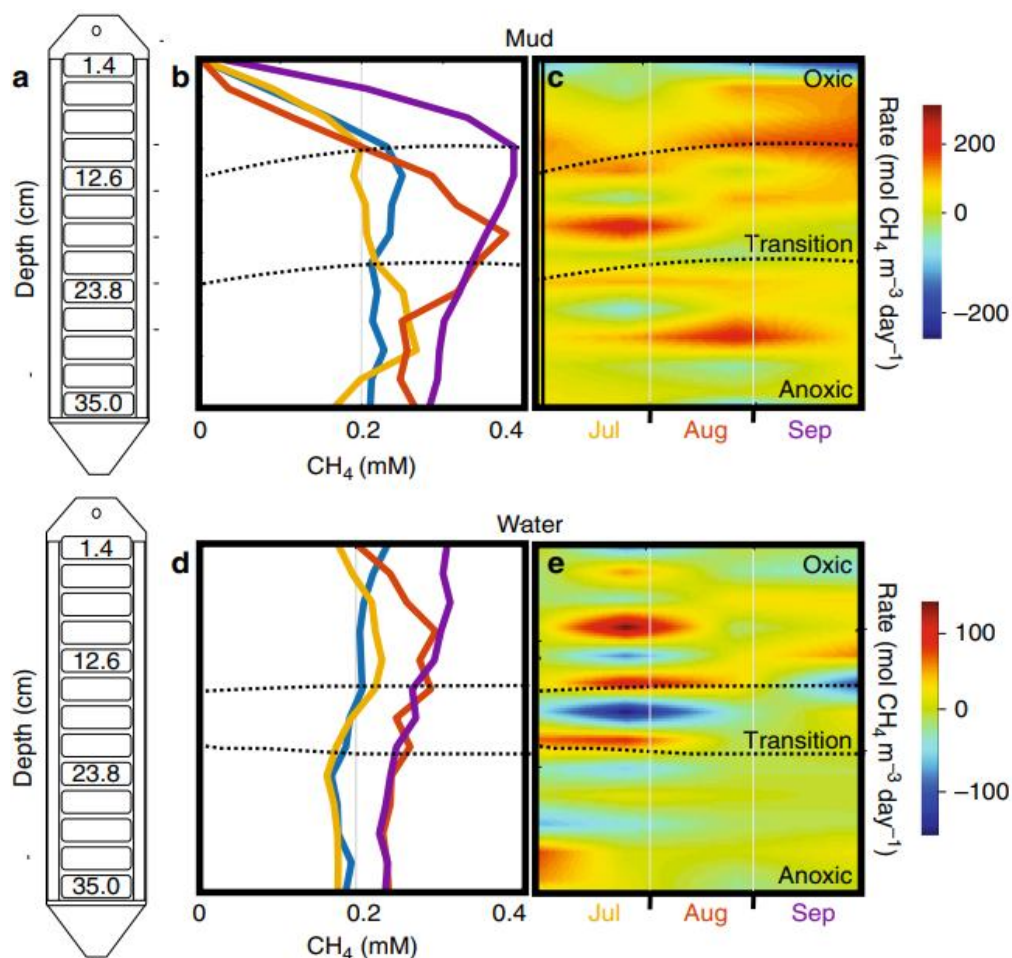 Mud
a
b
c
1.4
12.6
23.8
35.0
Depth (cm)
Oxic
Transition
Anoxic
0
0.2
0.4
CH₄ (mM)
Jul
Aug
Sep
Rate (mol CH₄ m⁻³ day⁻¹)
200
0
−200
Water
d
e
1.4
12.6
23.8
35.0
Depth (cm)
Oxic
Transition
Anoxic
0
0.2
0.4
CH₄ (mM)
Jul
Aug
Sep
Rate (mol CH₄ m⁻³ day⁻¹)
100
0
−100